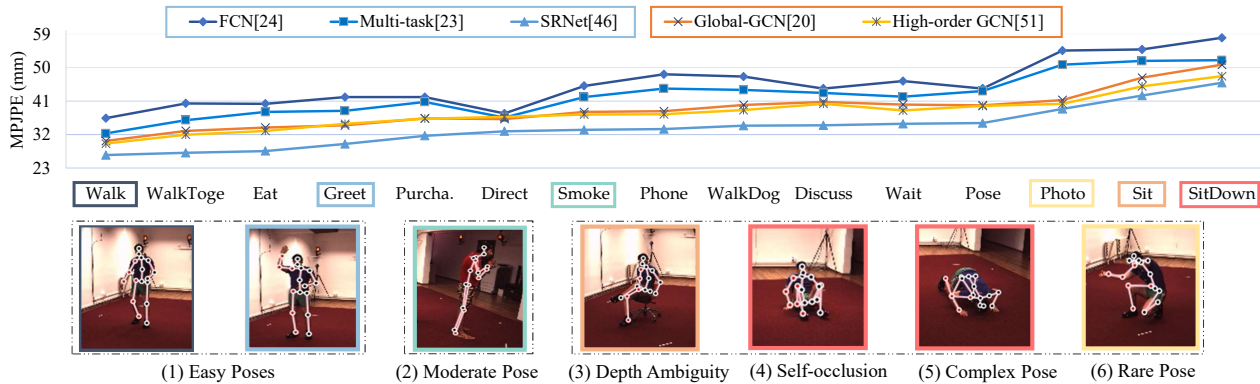 FCN[24] Multi-task[23] SRNet[46] Global-GCN[20] High-order GCN[51]
MPJPE (mm)
59
50
41
32
23
Walk WalkToge Eat Greet Purcha. Direct Smoke Phone WalkDog Discuss Wait Pose Photo Sit SitDown
(1) Easy Poses (2) Moderate Pose (3) Depth Ambiguity (4) Self-occlusion (5) Complex Pose (6) Rare Pose